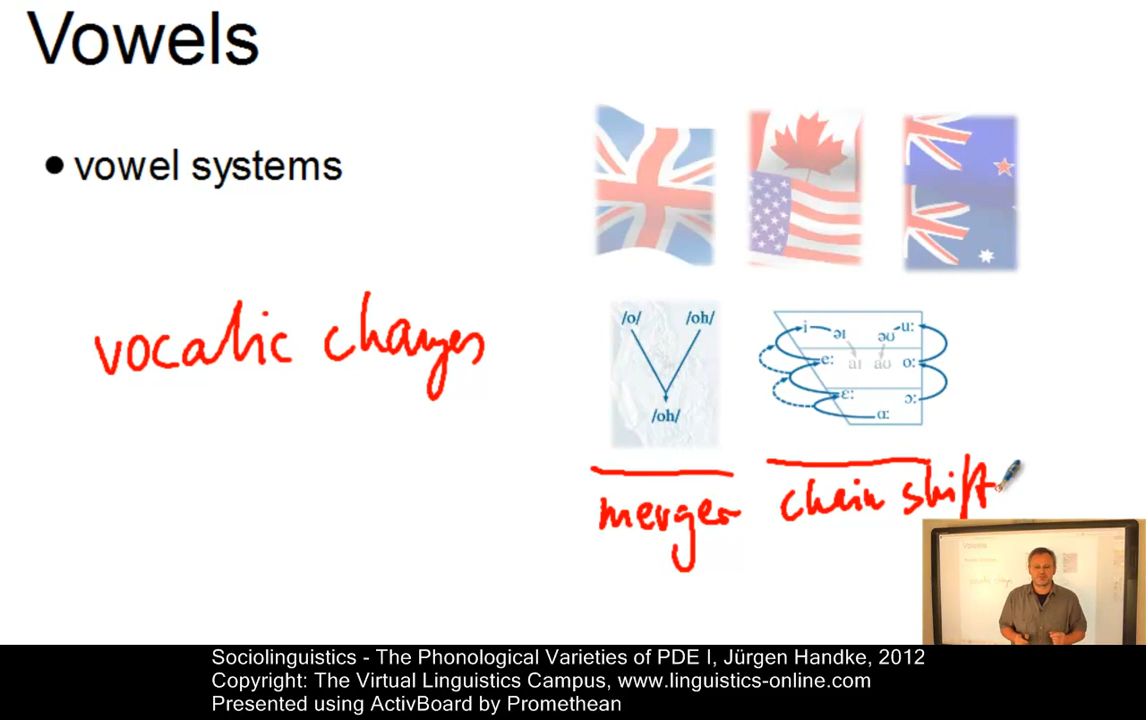 Vowels
• vowel systems
vocalic changes
/o/ /oh/
/oh/
i əɪ əʊ u:
e: aɪ aʊ o:
ɛ: ɔ:
ɑ:
merger chain shift
Sociolinguistics - The Phonological Varieties of PDE I, Jürgen Handke, 2012
Copyright: The Virtual Linguistics Campus, www.linguistics-online.com
Presented using ActivBoard by Promethean